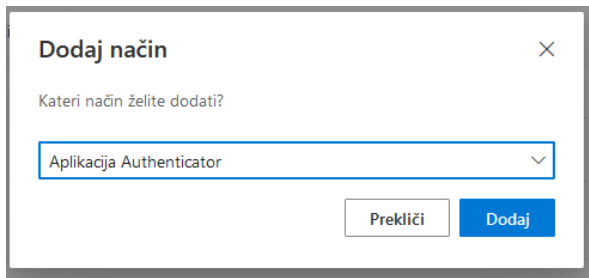 Dodaj način
Kateri način želite dodati?
Aplikacija Authenticator
Prekliči
Dodaj